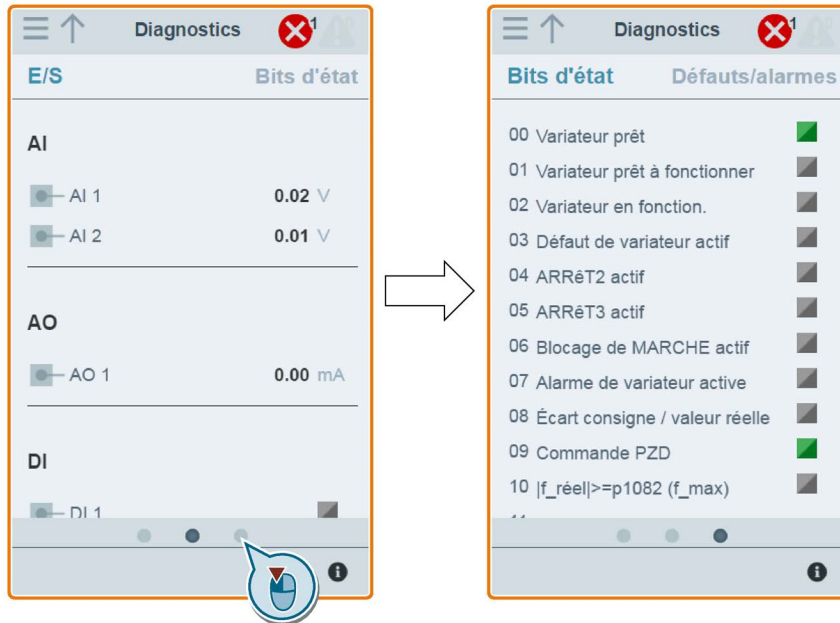 Diagnostics 1
E/S Bits d'état
AI
AI 1 0.02 V
AI 2 0.01 V
AO
AO 1 0.00 mA
DI
DI 1
Diagnostics 1
Bits d'état Défauts/alarmes
00 Variateur prêt
01 Variateur prêt à fonctionner
02 Variateur en fonction.
03 Défaut de variateur actif
04 ARRêT2 actif
05 ARRêT3 actif
06 Blocage de MARCHE actif
07 Alarme de variateur active
08 Écart consigne / valeur réelle
09 Commande PZD
10 |f_réel|>=p1082 (f_max)